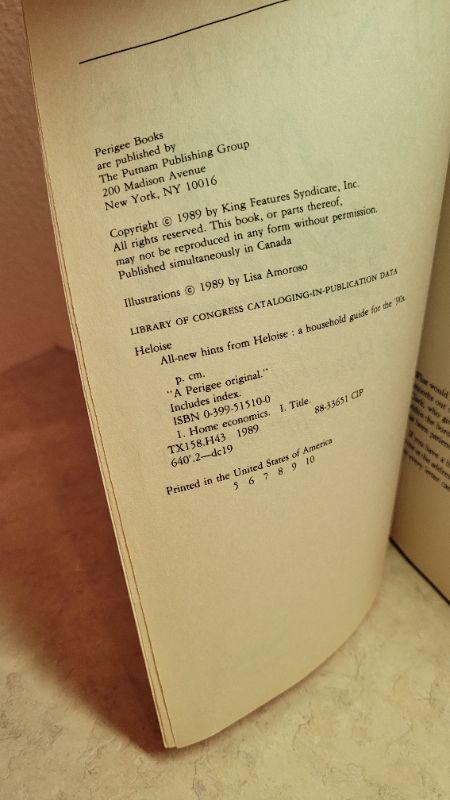 Perigee Books
are published by
The Putnam Publishing Group
200 Madison Avenue
New York, NY 10016
Copyright © 1989 by King Features Syndicate, Inc.
All rights reserved. This book, or parts thereof,
may not be reproduced in any form without permission.
Published simultaneously in Canada
Illustrations © 1989 by Lisa Amoroso
LIBRARY OF CONGRESS CATALOGING-IN-PUBLICATION DATA
Heloise
All-new hints from Heloise : a household guide for the '90s
p. cm.
"A Perigee original."
Includes index.
ISBN 0-399-51510-0
1. Home economics. I. Title.
TX158.H43 1989 88-33651 CIP
640'.2—dc19
Printed in the United States of America
5 6 7 8 9 10
would